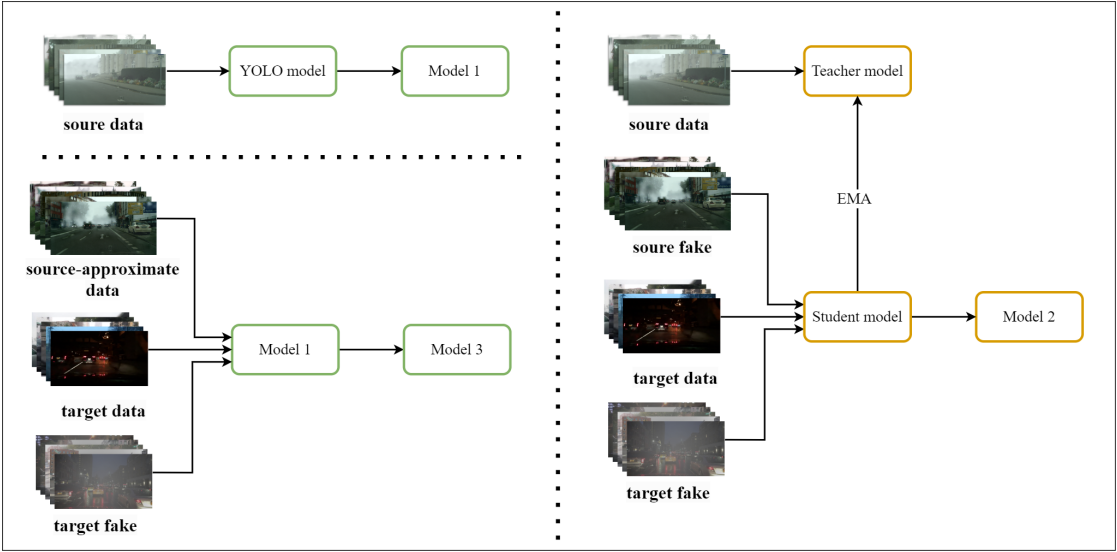 YOLO model
Model 1
soure data
source-approximate
data
target data
Model 1
Model 3
target fake
Teacher model
soure data
EMA
soure fake
Student model
Model 2
target data
target fake